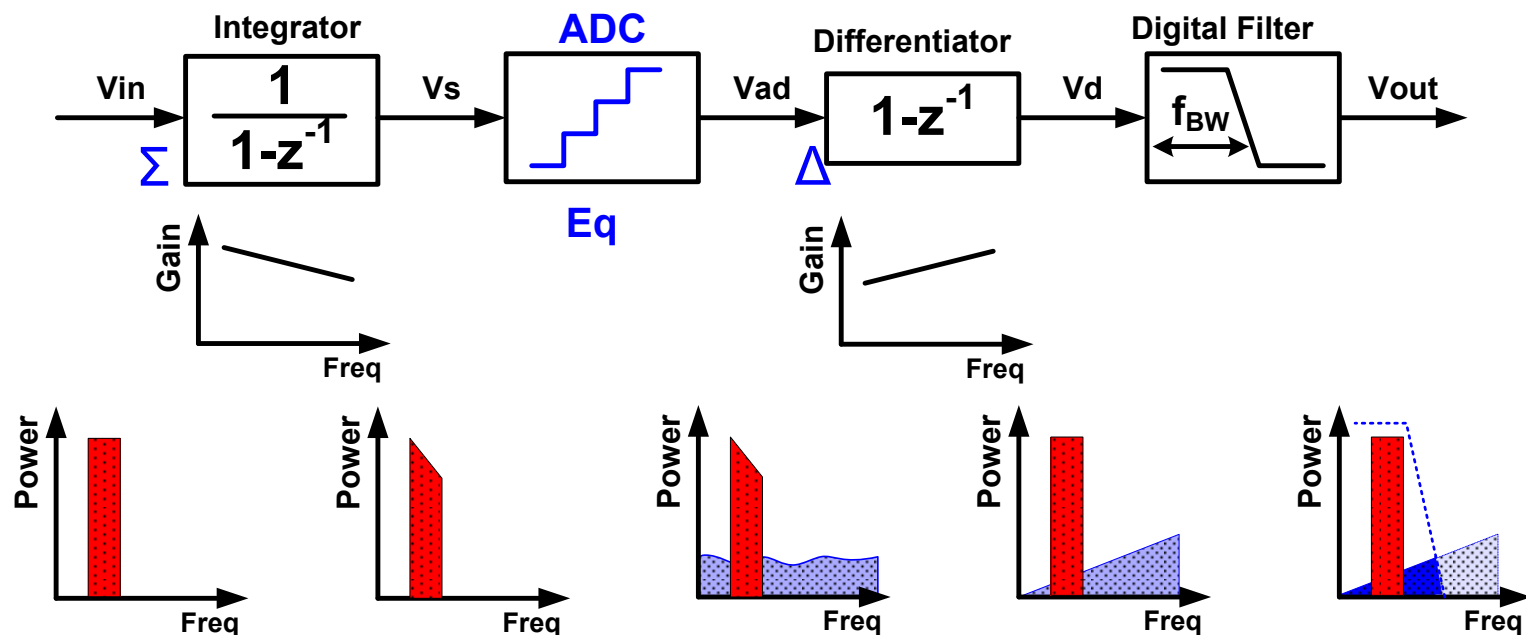 Integrator
ADC
Differentiator
Digital Filter
Vin
1
1-z⁻¹
Vs
Vad
1-z⁻¹
Vd
f_BW
Vout
Σ
Δ
Eq
Gain
Freq
Gain
Freq
Power
Freq
Power
Freq
Power
Freq
Power
Freq
Power
Freq